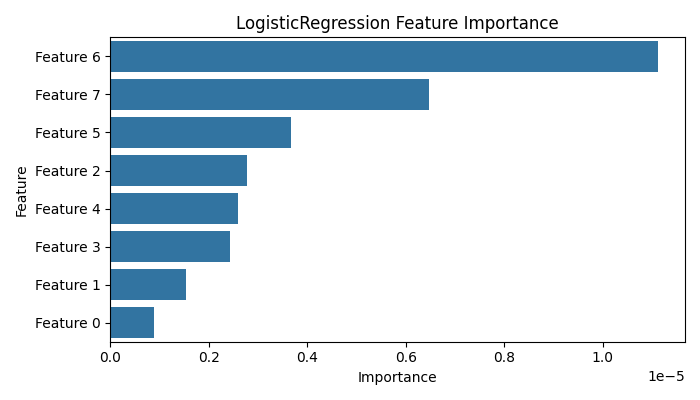 LogisticRegression Feature Importance
Feature 6
Feature 7
Feature 5
Feature 2
Feature 4
Feature 3
Feature 1
Feature 0
Feature
0.0 0.2 0.4 0.6 0.8 1.0
1e−5
Importance